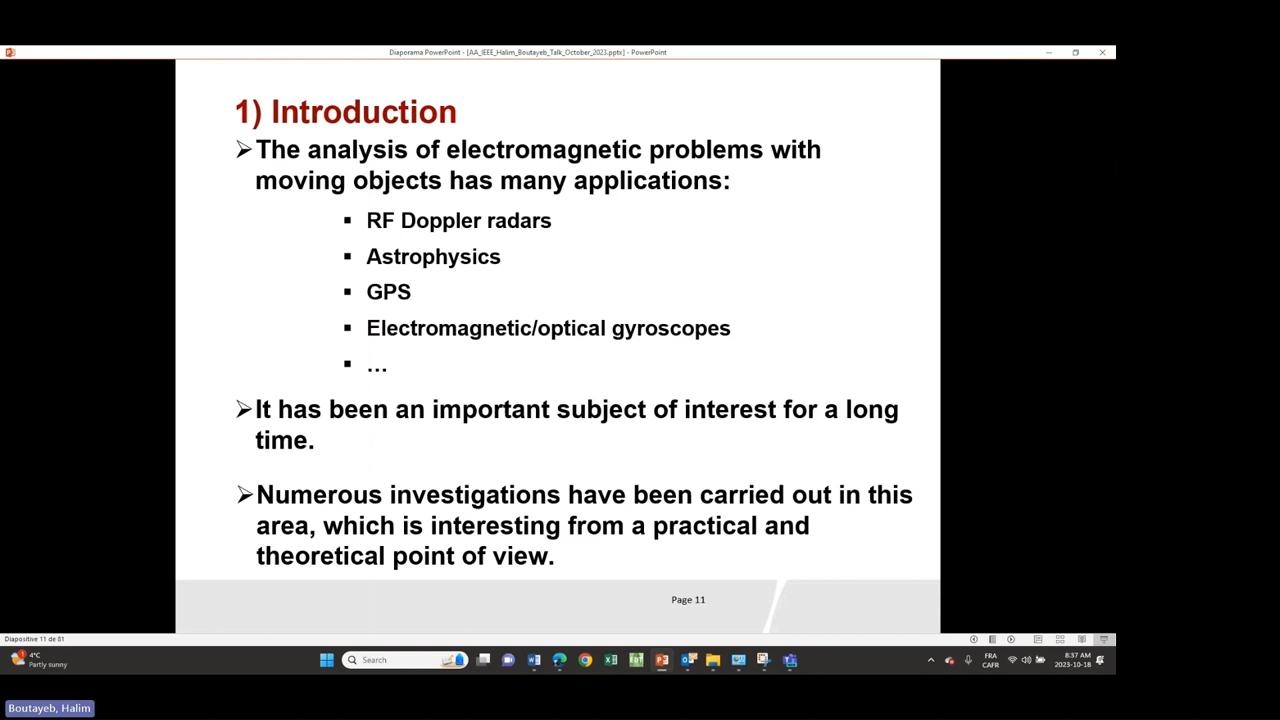 Diaporama PowerPoint - [AA_IEEE_Halim_Boutayeb_Talk_October_2023.pptx] - PowerPoint
1) Introduction
➢The analysis of electromagnetic problems with
moving objects has many applications:
▪ RF Doppler radars
▪ Astrophysics
▪ GPS
▪ Electromagnetic/optical gyroscopes
▪ …
➢It has been an important subject of interest for a long
time.
➢Numerous investigations have been carried out in this
area, which is interesting from a practical and
theoretical point of view.
Page 11
Diapositive 11 de 81
4°C
Partly sunny
Search
FRA
CAFR
8:37 AM
2023-10-18
Boutayeb, Halim